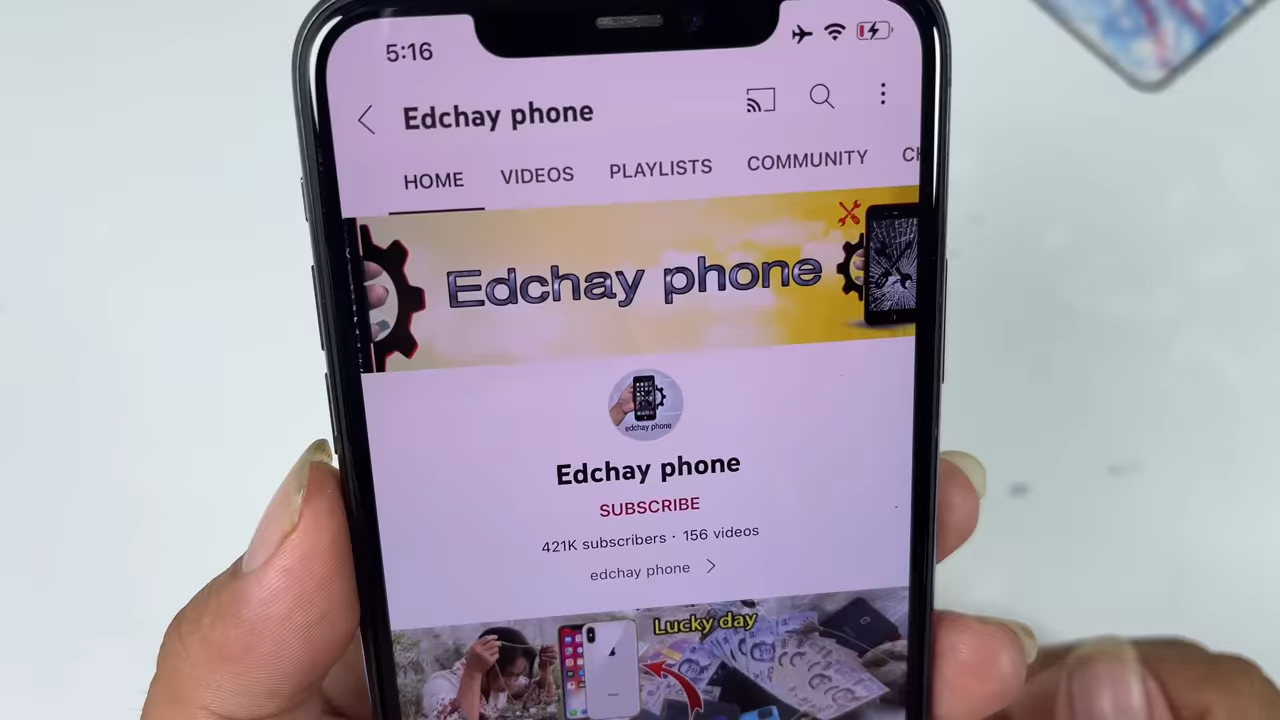 5:16
Edchay phone
HOME VIDEOS PLAYLISTS COMMUNITY
Edchay phone
edchay phone
Edchay phone
SUBSCRIBE
421K subscribers · 156 videos
edchay phone
Lucky day